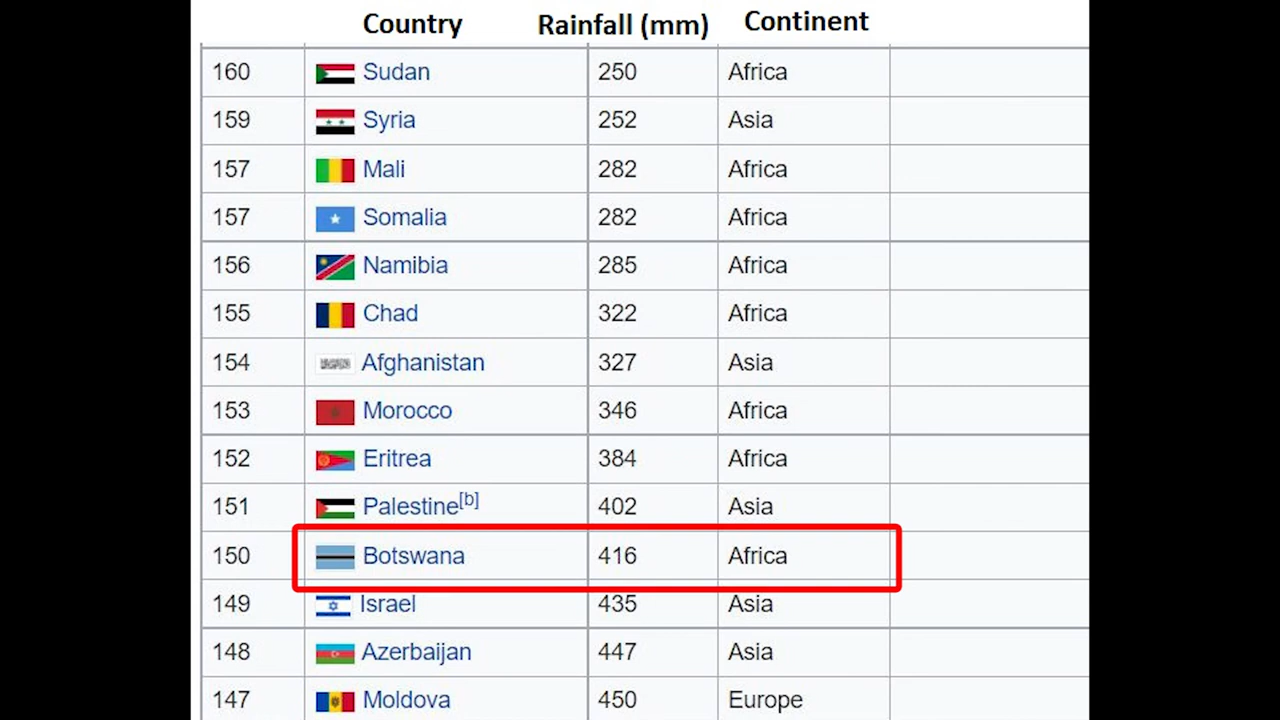 Country Rainfall (mm) Continent
160 Sudan 250 Africa
159 Syria 252 Asia
157 Mali 282 Africa
157 Somalia 282 Africa
156 Namibia 285 Africa
155 Chad 322 Africa
154 Afghanistan 327 Asia
153 Morocco 346 Africa
152 Eritrea 384 Africa
151 Palestine[b] 402 Asia
150 Botswana 416 Africa
149 Israel 435 Asia
148 Azerbaijan 447 Asia
147 Moldova 450 Europe